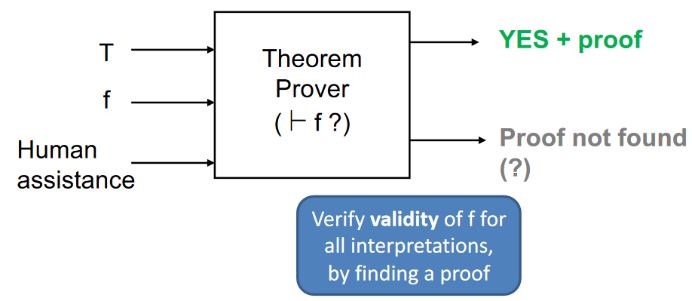 T
f
Human
assistance
Theorem
Prover
( ⊢ f ?)
YES + proof
Proof not found
(?)
Verify validity of f for
all interpretations,
by finding a proof